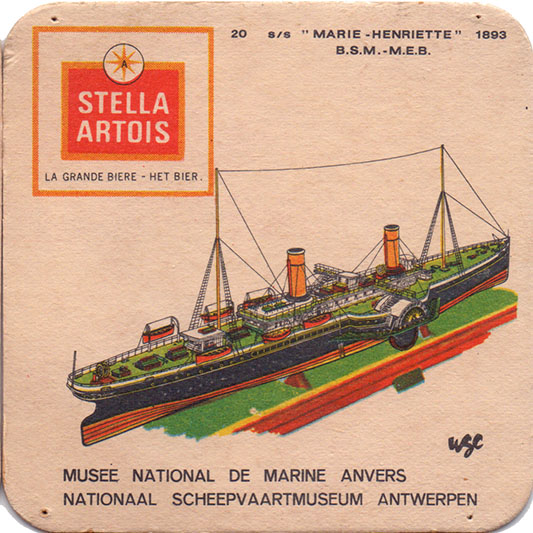 20 s/s "MARIE-HENRIETTE" 1893
B.S.M.-M.E.B.
A
STELLA
ARTOIS
LA GRANDE BIERE - HET BIER.
wsc
MUSEE NATIONAL DE MARINE ANVERS
NATIONAAL SCHEEPVAARTMUSEUM ANTWERPEN